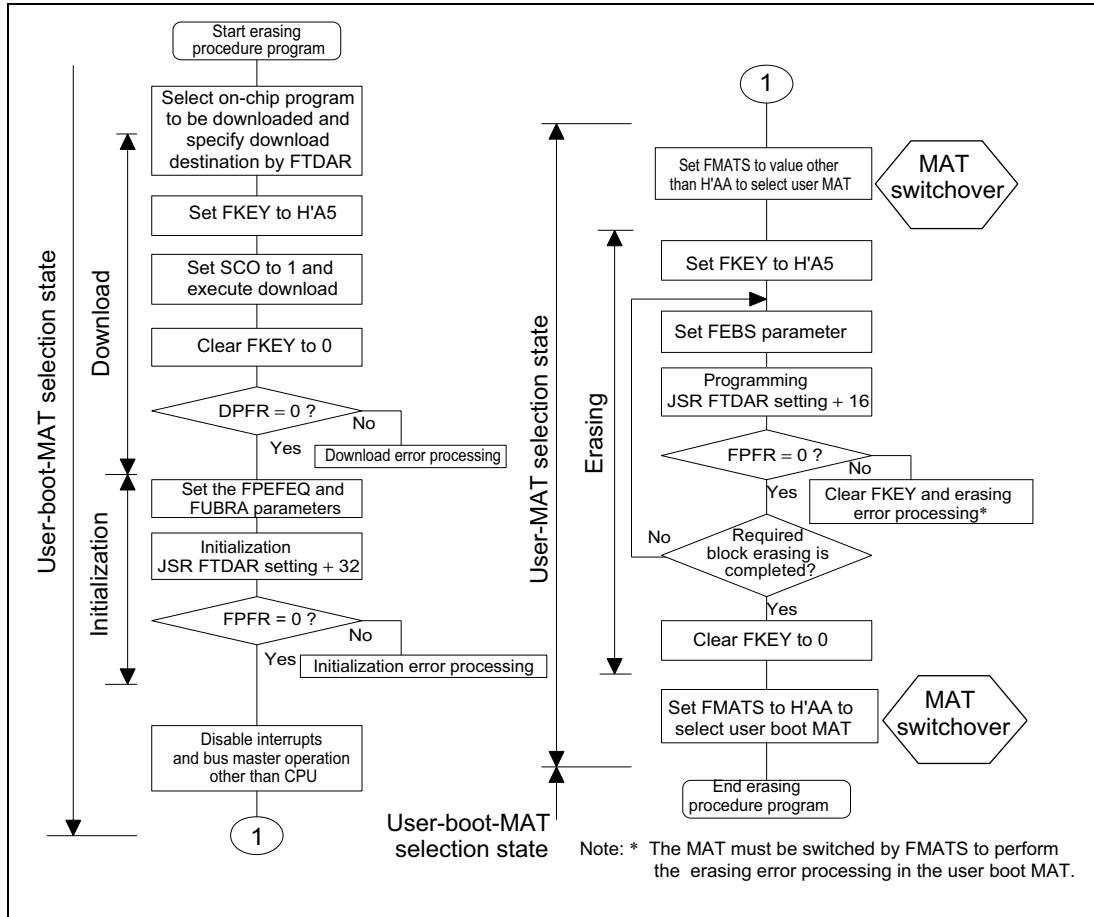 Start erasing
procedure program
Select on-chip program
to be downloaded and
specify download
destination by FTDAR
Set FKEY to H'A5
Set SCO to 1 and
execute download
Clear FKEY to 0
DPFR = 0 ?
No
Yes
Download error processing
Set the FPEFEQ and
FUBRA parameters
Initialization
JSR FTDAR setting + 32
FPFR = 0 ?
No
Yes
Initialization error processing
Disable interrupts
and bus master operation
other than CPU
1
User-boot-MAT selection state
Download
Initialization
1
Set FMATS to value other
than H'AA to select user MAT
MAT
switchover
Set FKEY to H'A5
Set FEBS parameter
Programming
JSR FTDAR setting + 16
FPFR = 0 ?
No
Yes
Clear FKEY and erasing
error processing*
No
Required
block erasing is
completed?
Yes
Clear FKEY to 0
Set FMATS to H'AA to
select user boot MAT
MAT
switchover
End erasing
procedure program
User-MAT selection state
Erasing
User-boot-MAT
selection state
Note: * The MAT must be switched by FMATS to perform
the erasing error processing in the user boot MAT.